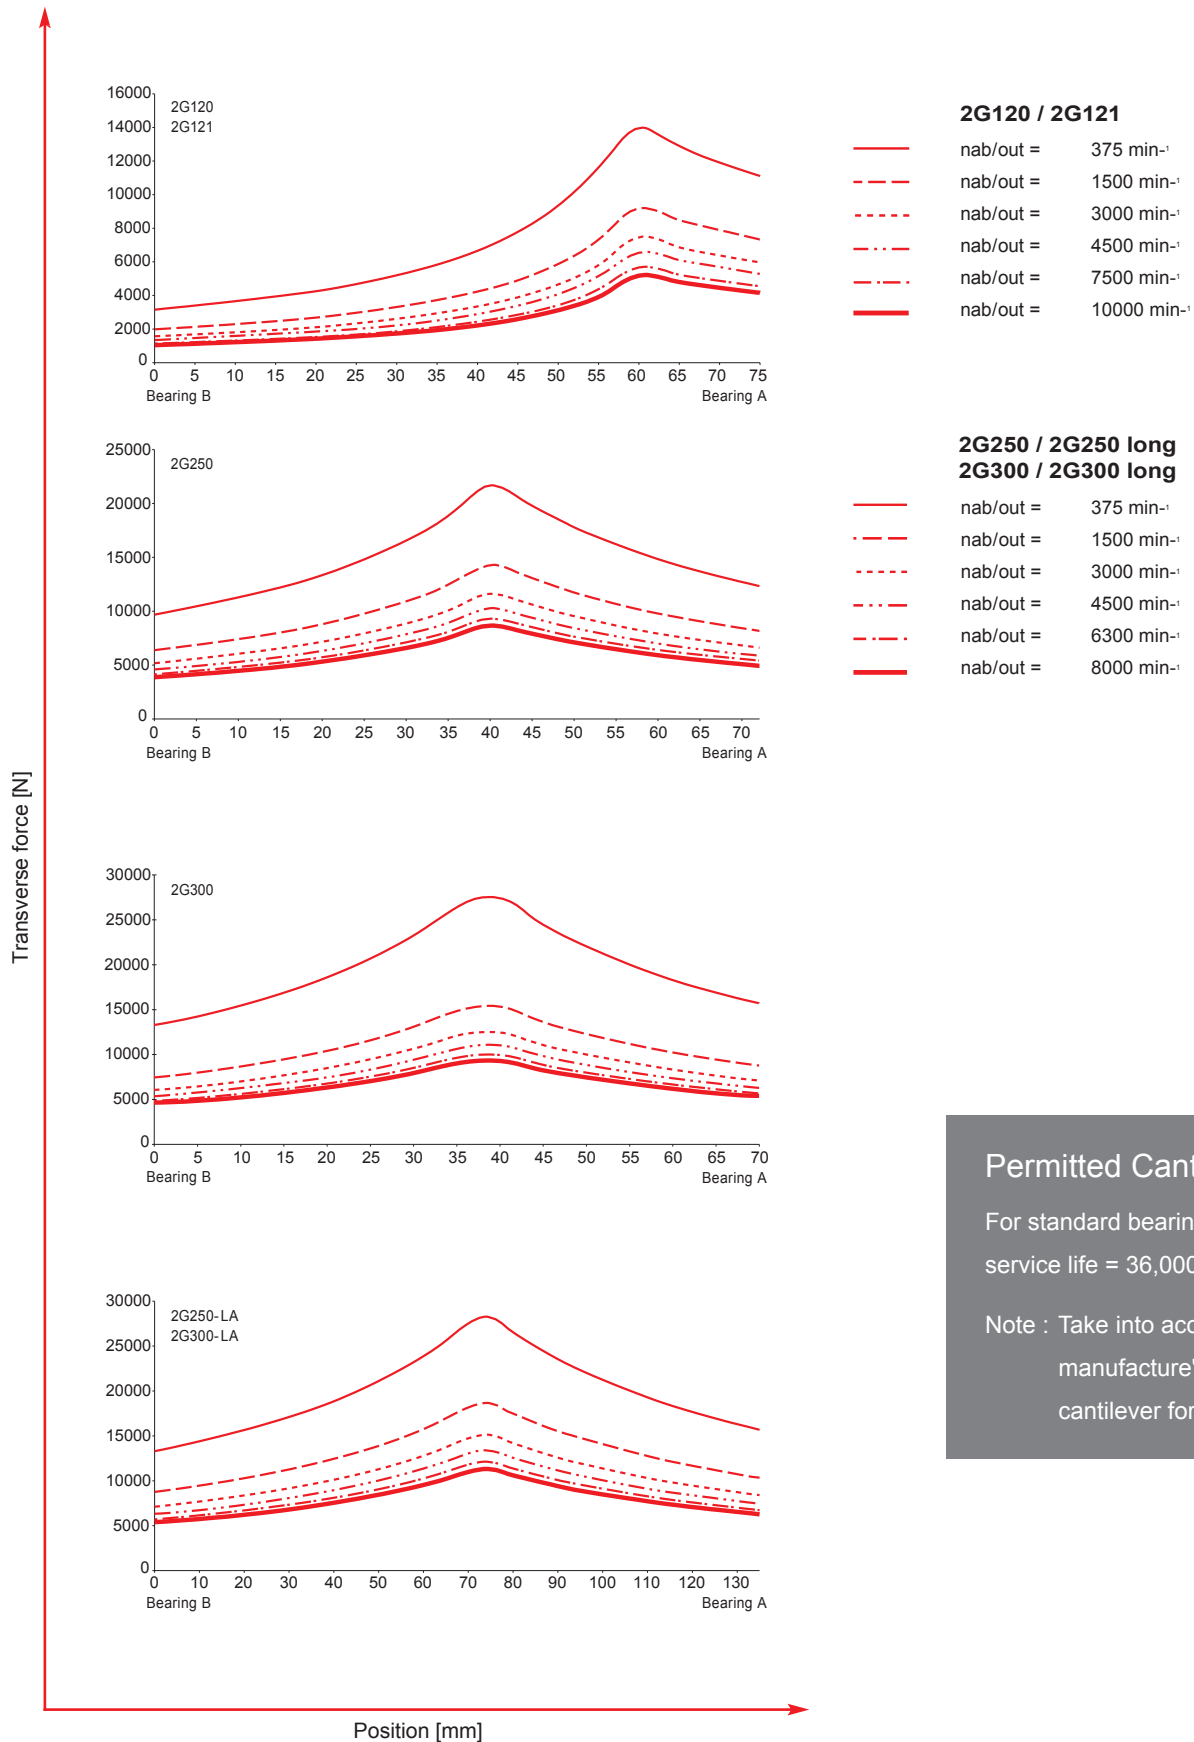 Transverse force [N]
16000
14000
12000
10000
8000
6000
4000
2000
0
2G120
2G121
0 5 10 15 20 25 30 35 40 45 50 55 60 65 70 75
Bearing B Bearing A
2G120 / 2G121
nab/out = 375 min-¹
nab/out = 1500 min-¹
nab/out = 3000 min-¹
nab/out = 4500 min-¹
nab/out = 7500 min-¹
nab/out = 10000 min-¹
25000
20000
15000
10000
5000
0
2G250
0 5 10 15 20 25 30 35 40 45 50 55 60 65 70
Bearing B Bearing A
2G250 / 2G250 long
2G300 / 2G300 long
nab/out = 375 min-¹
nab/out = 1500 min-¹
nab/out = 3000 min-¹
nab/out = 4500 min-¹
nab/out = 6300 min-¹
nab/out = 8000 min-¹
30000
25000
20000
15000
10000
5000
0
2G300
0 5 10 15 20 25 30 35 40 45 50 55 60 65 70
Bearing B Bearing A
Permitted Cant
For standard bearin
service life = 36,000
Note : Take into acc
manufacture'
cantilever for
30000
25000
20000
15000
10000
5000
0
2G250-LA
2G300-LA
0 10 20 30 40 50 60 70 80 90 100 110 120 130
Bearing B Bearing A
Position [mm]